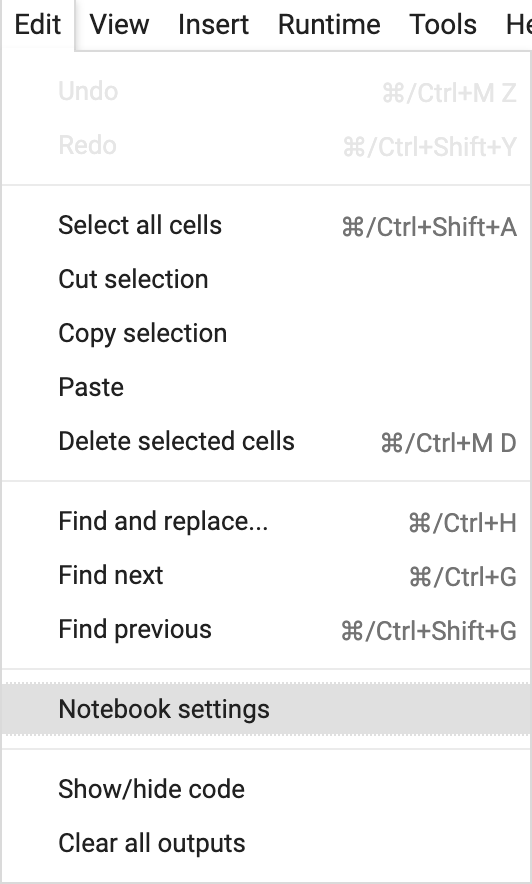 Edit View Insert Runtime Tools
Undo ⌘/Ctrl+M Z
Redo ⌘/Ctrl+Shift+Y
Select all cells ⌘/Ctrl+Shift+A
Cut selection
Copy selection
Paste
Delete selected cells ⌘/Ctrl+M D
Find and replace... ⌘/Ctrl+H
Find next ⌘/Ctrl+G
Find previous ⌘/Ctrl+Shift+G
Notebook settings
Show/hide code
Clear all outputs